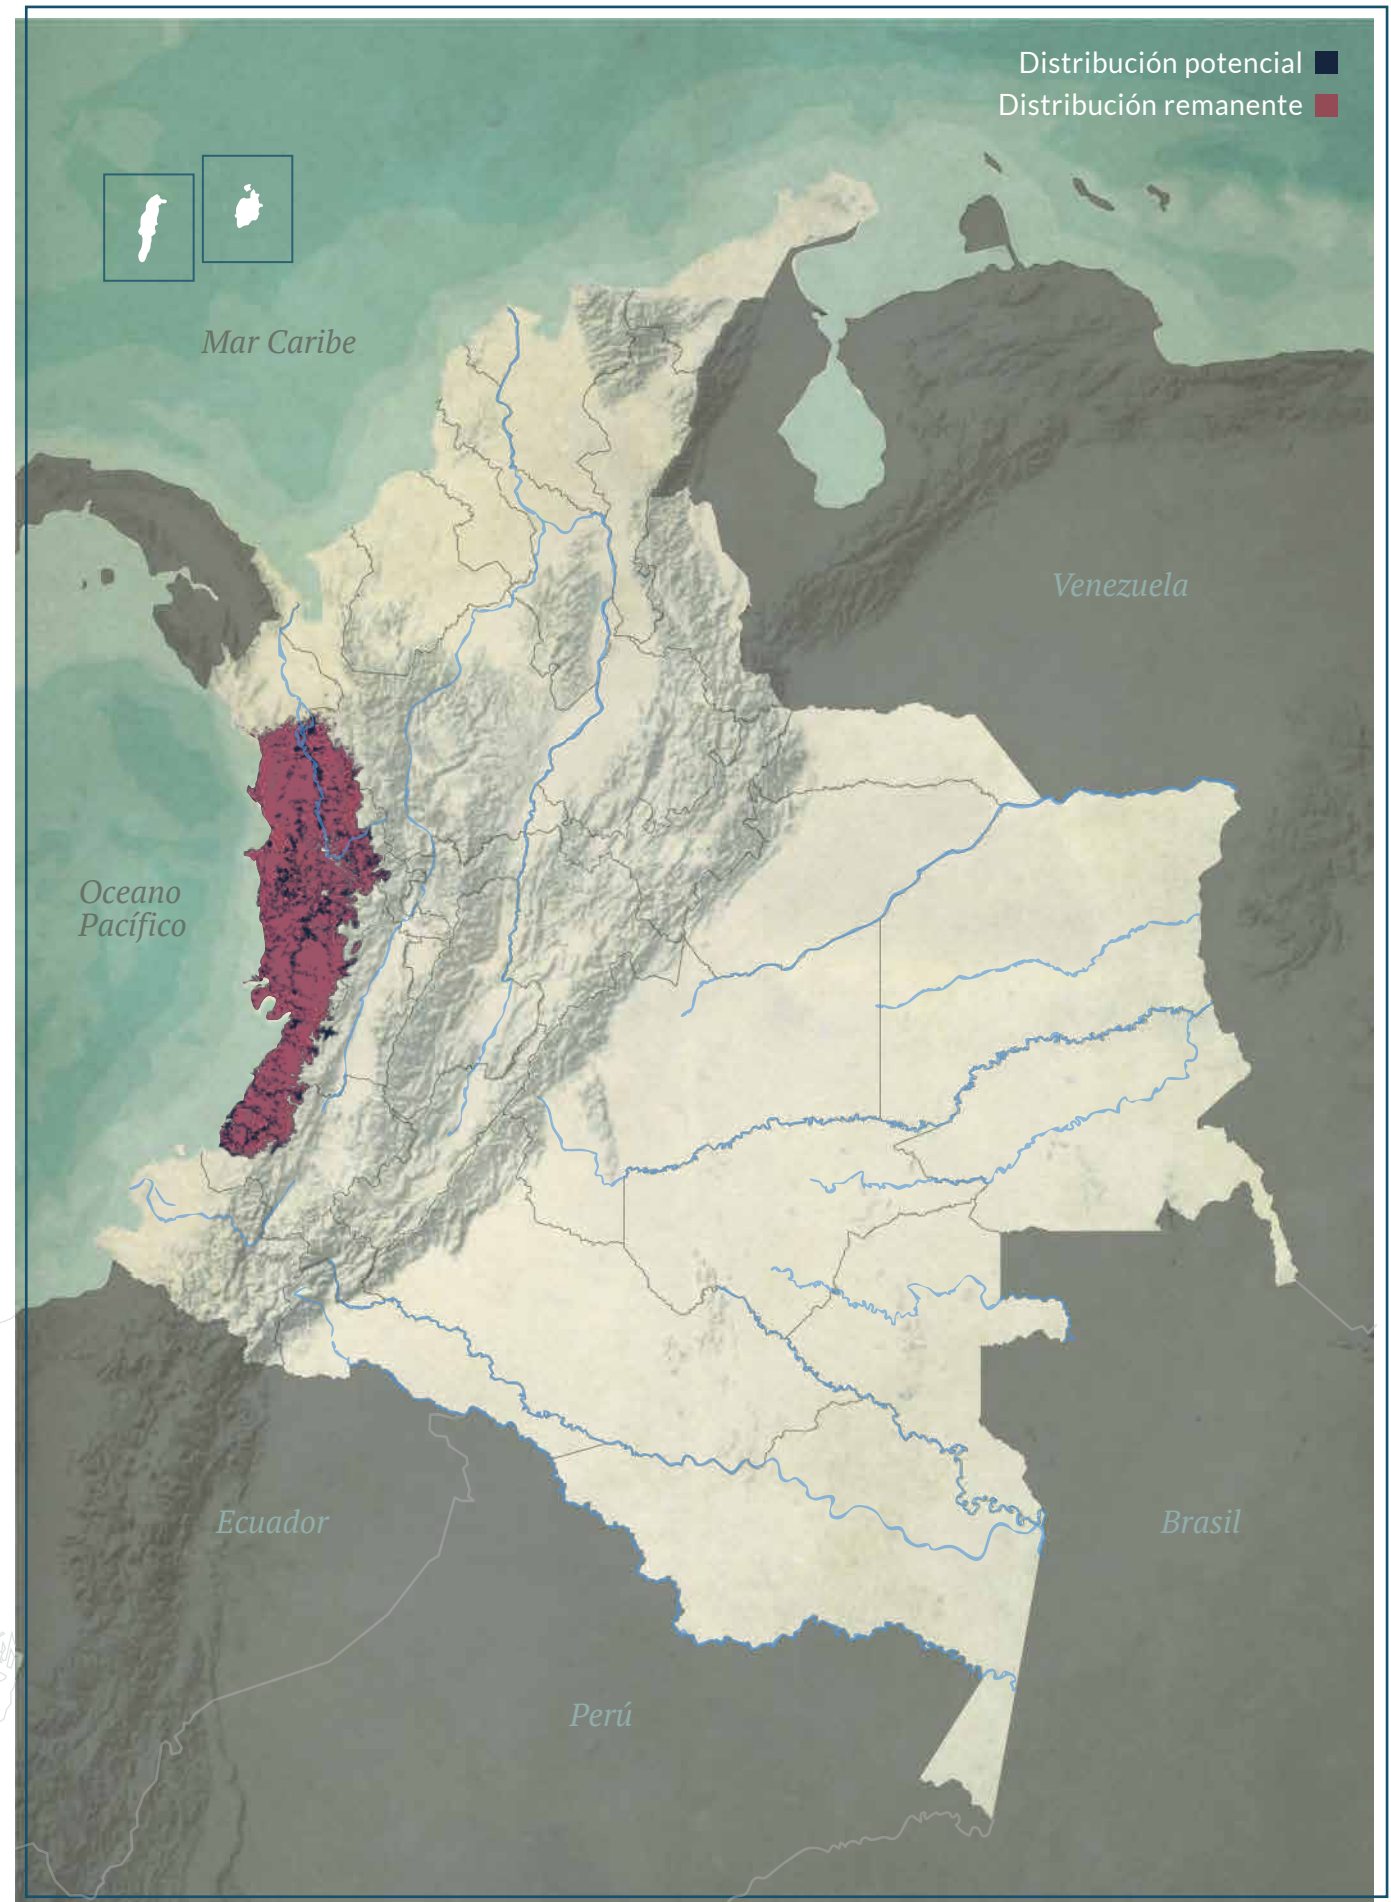 Distribución potencial
Distribución remanente
Mar Caribe
Venezuela
Oceano
Pacífico
Ecuador
Brasil
Perú